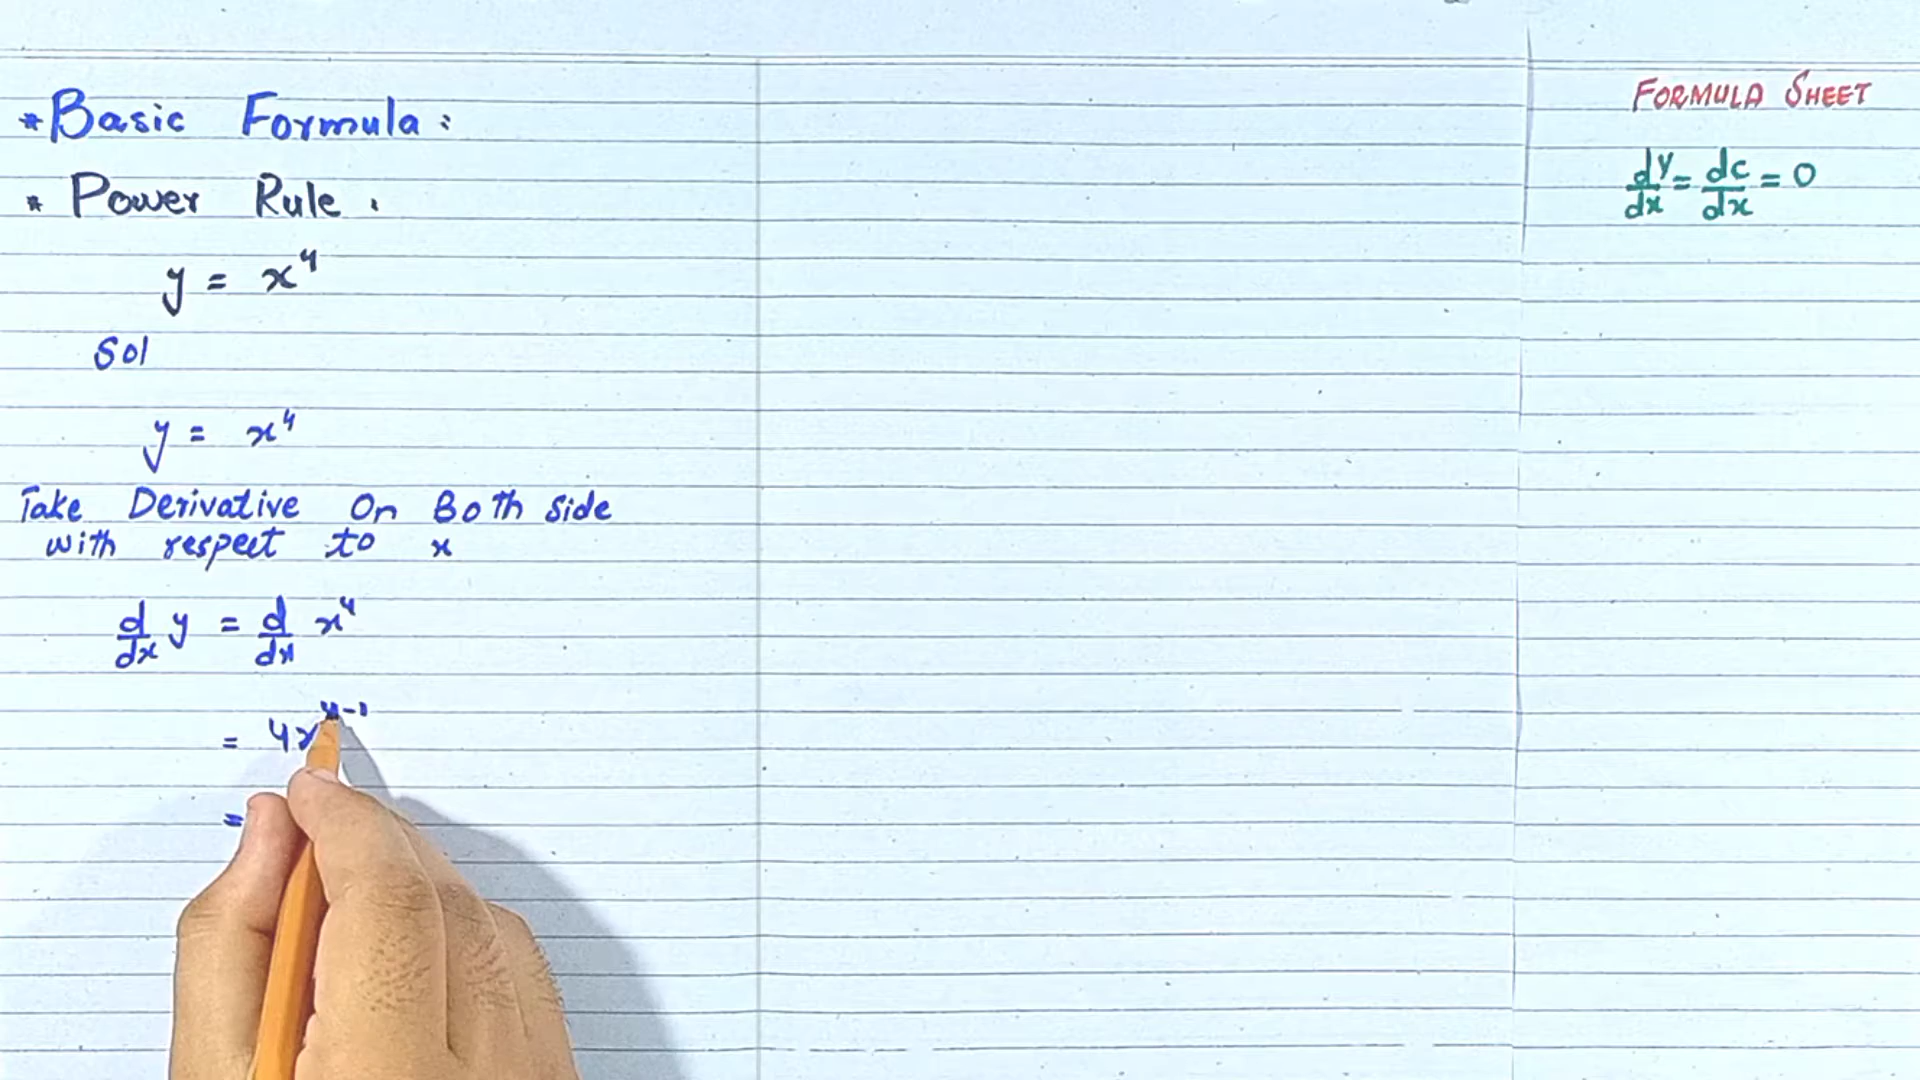 * Basic Formula :
* Power Rule .
y = x⁴
Sol
y = x⁴
Take Derivative On Both Side
with respect to x
d/dx y = d/dx x⁴
= 4x⁴⁻¹
=
FORMULA SHEET
dy/dx = dc/dx = 0